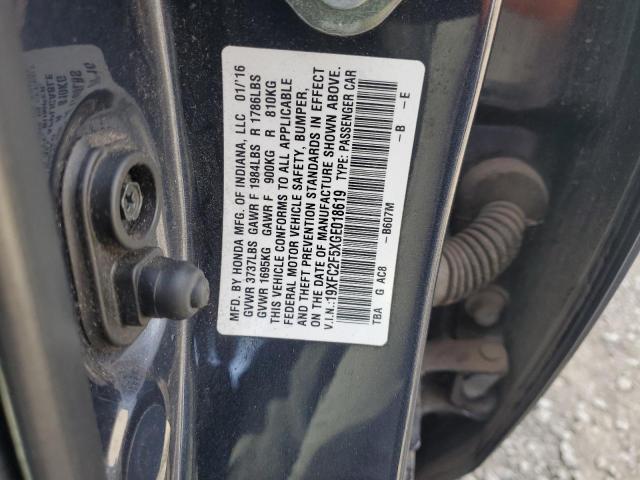 MFD. BY HONDA MFG. OF INDIANA, LLC 01/'16
GVWR 3737LBS GAWR F 1984LBS R 1786LBS
GVWR 1695KG GAWR F 900KG R 810KG
THIS VEHICLE CONFORMS TO ALL APPLICABLE
FEDERAL MOTOR VEHICLE SAFETY, BUMPER,
AND THEFT PREVENTION STANDARDS IN EFFECT
ON THE DATE OF MANUFACTURE SHOWN ABOVE.
V.I.N.:19XFC2F5XGE018619 TYPE: PASSENGER CAR
TBA G AC8 -B607M -B -E